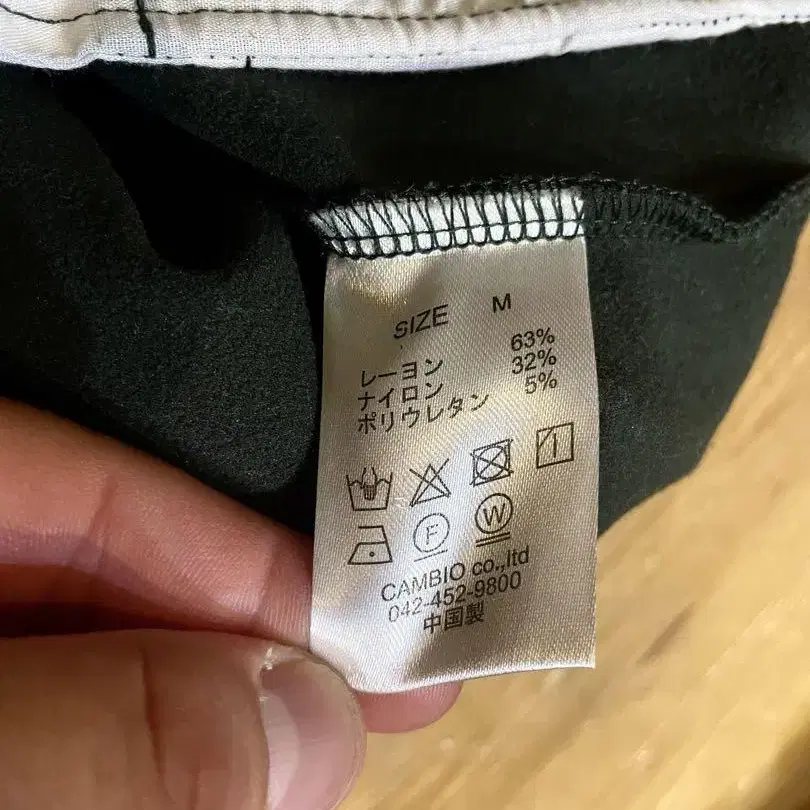 SIZE M
レーヨン 63%
ナイロン 32%
ポリウレタン 5%
F W
CAMBIO co.,ltd
042-452-9800
中国製